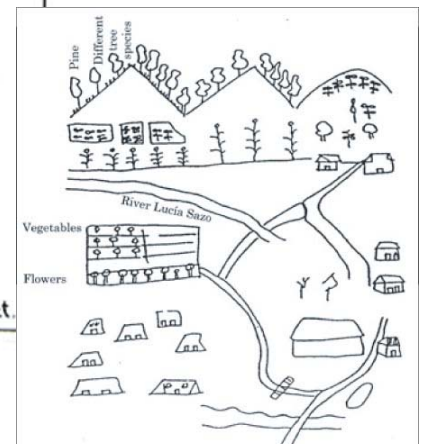 Pine
Different
tree
species
River Lucía Sazo
Vegetables
Flowers
t.